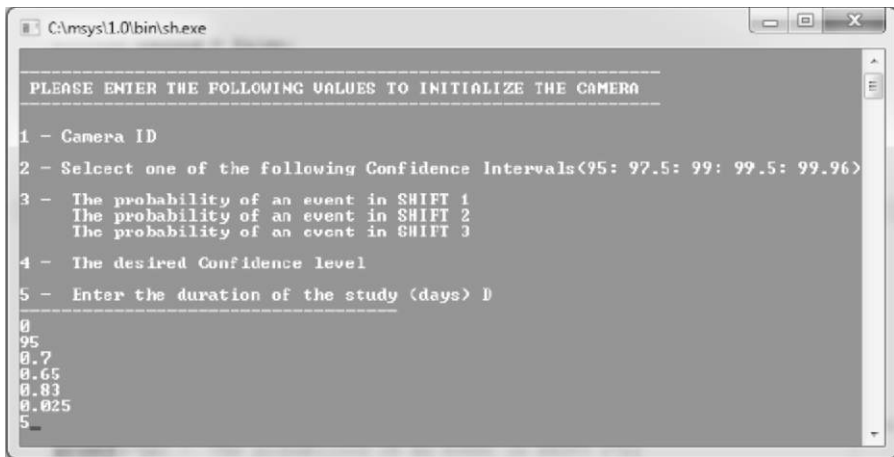 C:\msys\1.0\bin\sh.exe
PLEASE ENTER THE FOLLOWING VALUES TO INITIALIZE THE CAMERA
1 - Camera ID
2 - Selcect one of the following Confidence Intervals(95: 97.5: 99: 99.5: 99.96)
3 - The probability of an event in SHIFT 1
The probability of an event in SHIFT 2
The probability of an event in SHIFT 3
4 - The desired Confidence level
5 - Enter the duration of the study (days) D
0
95
0.7
0.65
0.83
0.025
5_